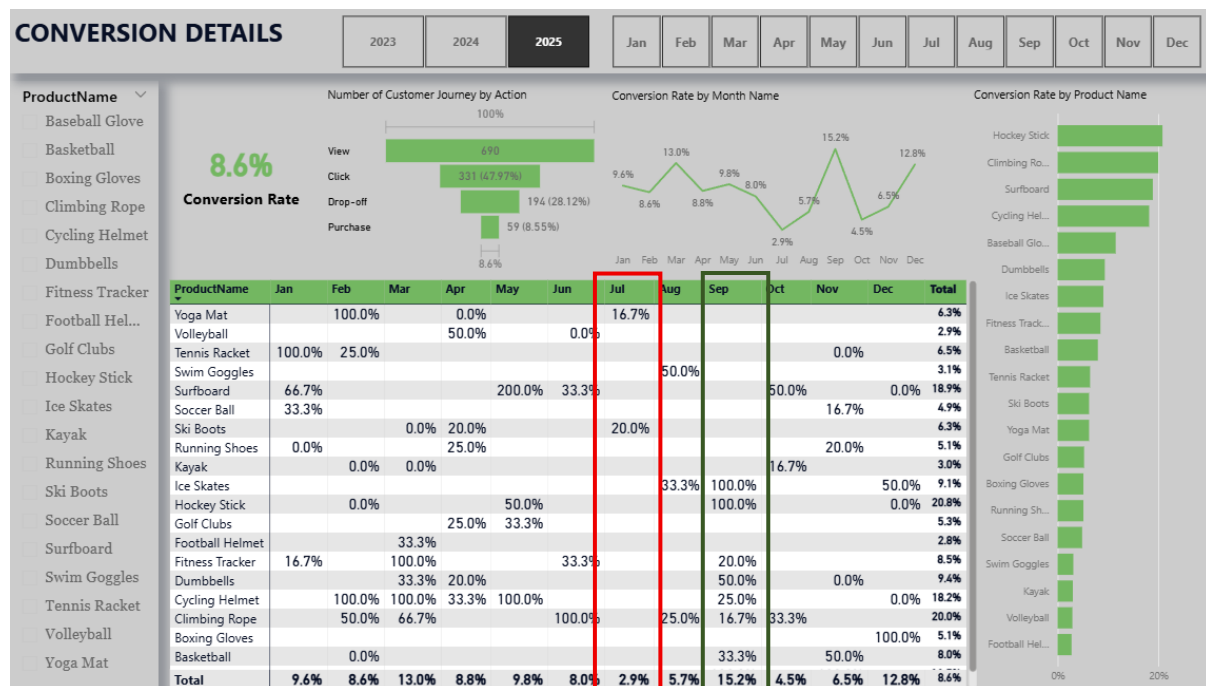 CONVERSION DETAILS
2023 2024 2025 Jan Feb Mar Apr May Jun Jul Aug Sep Oct Nov Dec
ProductName
Baseball Glove
Basketball
Boxing Gloves
Climbing Rope
Cycling Helmet
Dumbbells
Fitness Tracker
Football Hel...
Golf Clubs
Hockey Stick
Ice Skates
Kayak
Running Shoes
Ski Boots
Soccer Ball
Surfboard
Swim Goggles
Tennis Racket
Volleyball
Yoga Mat
8.6%
Conversion Rate
Number of Customer Journey by Action
100%
View 690
Click 331 (47.97%)
Drop-off 194 (28.12%)
Purchase 59 (8.55%)
8.6%
Conversion Rate by Month Name
9.6% 8.6% 13.0% 8.8% 9.8% 8.0% 2.9% 5.7% 15.2% 4.5% 6.5% 12.8%
Jan Feb Mar Apr May Jun Jul Aug Sep Oct Nov Dec
ProductName Jan Feb Mar Apr May Jun Jul Aug Sep Oct Nov Dec Total
Yoga Mat 100.0% 0.0% 16.7% 6.3%
Volleyball 50.0% 0.0% 2.9%
Tennis Racket 100.0% 25.0% 0.0% 6.5%
Swim Goggles 50.0% 3.1%
Surfboard 66.7% 200.0% 33.3% 50.0% 0.0% 18.9%
Soccer Ball 33.3% 16.7% 4.9%
Ski Boots 0.0% 20.0% 20.0% 6.3%
Running Shoes 0.0% 25.0% 20.0% 5.1%
Kayak 0.0% 0.0% 16.7% 3.0%
Ice Skates 33.3% 100.0% 50.0% 9.1%
Hockey Stick 0.0% 50.0% 100.0% 0.0% 20.8%
Golf Clubs 25.0% 33.3% 5.3%
Football Helmet 33.3% 2.8%
Fitness Tracker 16.7% 100.0% 33.3% 20.0% 8.5%
Dumbbells 33.3% 20.0% 50.0% 0.0% 9.4%
Cycling Helmet 100.0% 100.0% 33.3% 100.0% 25.0% 0.0% 18.2%
Climbing Rope 50.0% 66.7% 100.0% 25.0% 16.7% 33.3% 20.0%
Boxing Gloves 100.0% 5.1%
Basketball 0.0% 33.3% 50.0% 8.0%
Total 9.6% 8.6% 13.0% 8.8% 9.8% 8.0% 2.9% 5.7% 15.2% 4.5% 6.5% 12.8% 8.6%
Conversion Rate by Product Name
Hockey Stick
Climbing Ro...
Surfboard
Cycling Hel...
Baseball Glo...
Dumbbells
Ice Skates
Fitness Track...
Basketball
Tennis Racket
Ski Boots
Yoga Mat
Golf Clubs
Boxing Gloves
Running Sh...
Soccer Ball
Swim Goggles
Kayak
Volleyball
Football Hel...
0% 20%